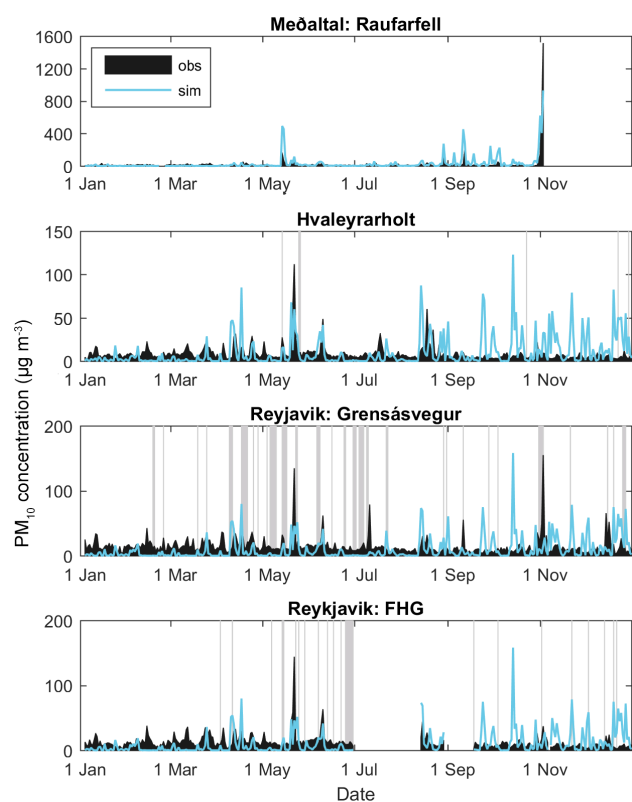 Meðaltal: Raufarfell
1600
1200
800
400
0
obs
sim
1 Jan 1 Mar 1 May 1 Jul 1 Sep 1 Nov
Hvaleyrarholt
150
100
50
0
1 Jan 1 Mar 1 May 1 Jul 1 Sep 1 Nov
PM10 concentration (µg m-3)
Reyjavik: Grensásvegur
200
100
0
1 Jan 1 Mar 1 May 1 Jul 1 Sep 1 Nov
Reykjavik: FHG
200
100
0
1 Jan 1 Mar 1 May 1 Jul 1 Sep 1 Nov
Date